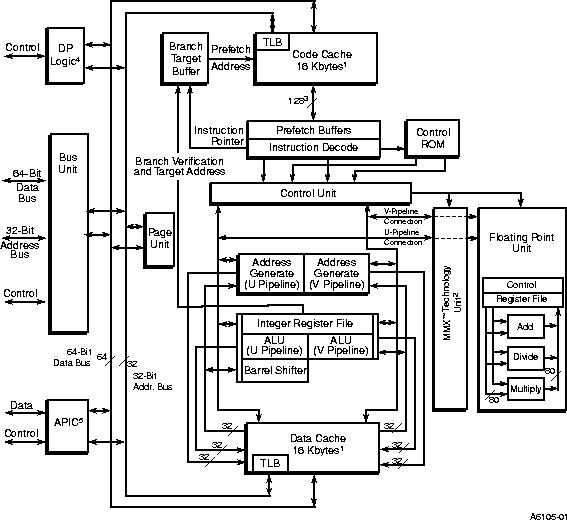 Control
DP
Logic⁴
Branch
Target
Buffer
Prefetch
Address
TLB
Code Cache
16 Kbytes¹
128³
Instruction
Pointer
Prefetch Buffers
Instruction Decode
Control
ROM
Branch Verification
and Target Address
Control Unit
Bus
Unit
64-Bit
Data
Bus
32-Bit
Address
Bus
Control
Page
Unit
V-Pipeline
Connection
U-Pipeline
Connection
MMX™Technology
Unit²
Floating Point
Unit
Control
Register File
Add
Divide
Multiply
80
80
Address
Generate
(U Pipeline)
Address
Generate
(V Pipeline)
Integer Register File
ALU
(U Pipeline)
ALU
(V Pipeline)
Barrel Shifter
64-Bit
Data Bus
64
32
32-Bit
Addr. Bus
Data
Control
APIC⁵
32
32
32
32
32
32
Data Cache
16 Kbytes¹
TLB
A6105-01